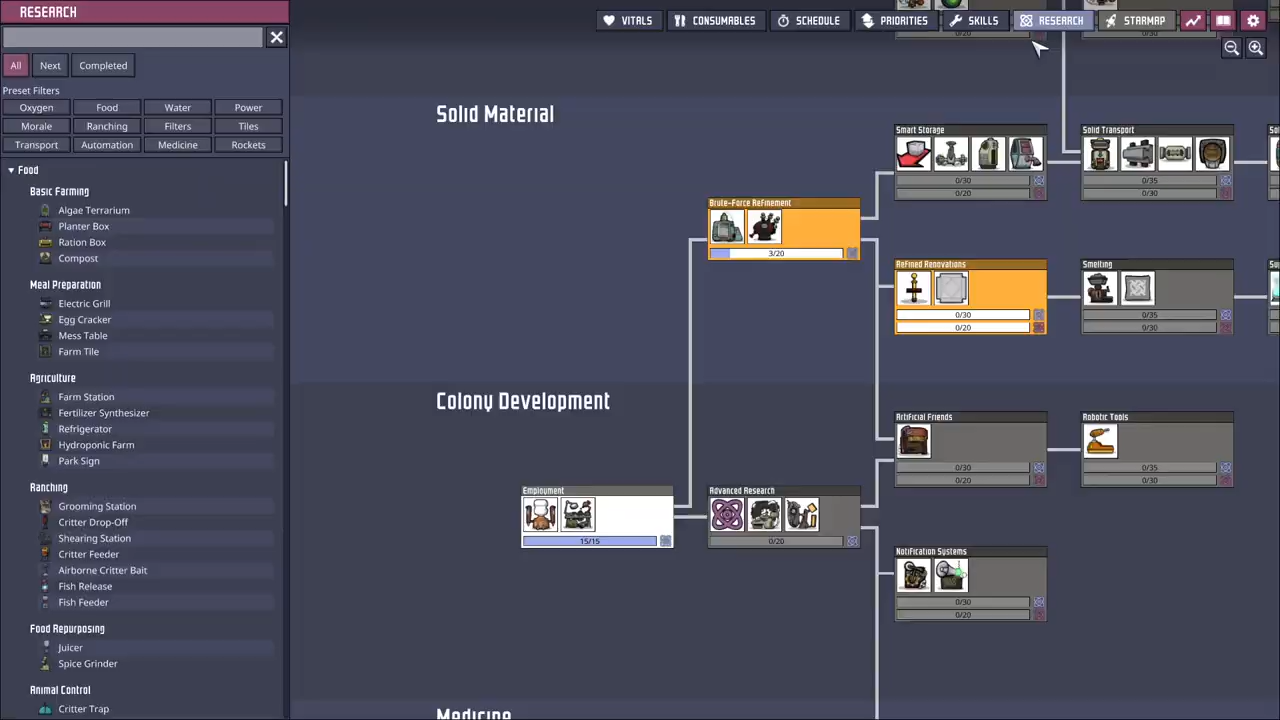 RESEARCH
VITALS
CONSUMABLES
SCHEDULE
PRIORITIES
SKILLS
RESEARCH
STARMAP
All
Next
Completed
Preset Filters
Oxygen
Food
Water
Power
Morale
Ranching
Filters
Tiles
Transport
Automation
Medicine
Rockets
Food
Basic Farming
Algae Terrarium
Planter Box
Ration Box
Compost
Meal Preparation
Electric Grill
Egg Cracker
Mess Table
Farm Tile
Agriculture
Farm Station
Fertilizer Synthesizer
Refrigerator
Hydroponic Farm
Park Sign
Ranching
Grooming Station
Critter Drop-Off
Shearing Station
Critter Feeder
Airborne Critter Bait
Fish Release
Fish Feeder
Food Repurposing
Juicer
Spice Grinder
Animal Control
Critter Trap
0/20
0/30
Solid Material
Smart Storage
0/30
0/20
Solid Transport
0/35
0/30
Brute-Force Refinement
3/20
Refined Renovations
0/30
0/20
Smelting
0/35
0/30
Colony Development
Artificial Friends
0/30
0/20
Robotic Tools
0/35
0/30
Employment
15/15
Advanced Research
0/20
Notification Systems
0/30
0/20
Medicine